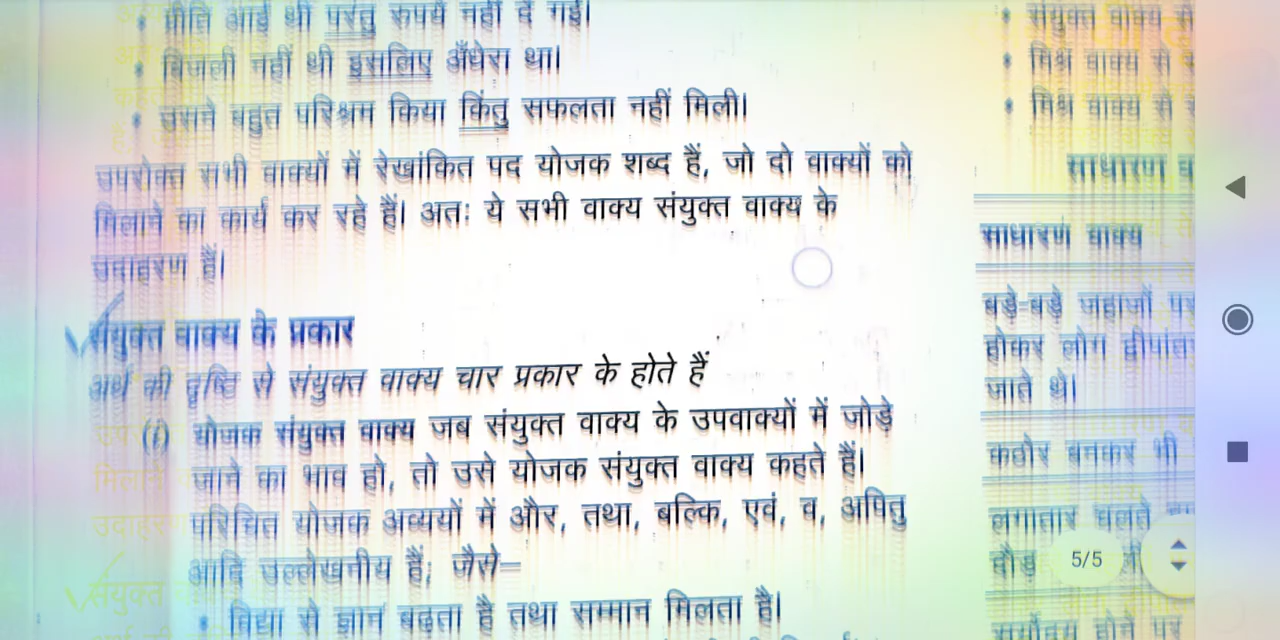 प्रीति आई थी परंतु रुपये नहीं दे गई।
बिजली नहीं थी इसलिए अँधेरा था।
उसने बहुत परिश्रम किया किंतु सफलता नहीं मिली।
उपरोक्त सभी वाक्यों में रेखांकित पद योजक शब्द हैं, जो दो वाक्यों को
मिलाने का कार्य कर रहे हैं। अतः ये सभी वाक्य संयुक्त वाक्य के
उदाहरण हैं।
संयुक्त वाक्य के प्रकार
अर्थ की दृष्टि से संयुक्त वाक्य चार प्रकार के होते हैं
(i) योजक संयुक्त वाक्य जब संयुक्त वाक्य के उपवाक्यों में जोड़े
जाने का भाव हो, तो उसे योजक संयुक्त वाक्य कहते हैं।
परिचित योजक अव्ययों में और, तथा, बल्कि, एवं, व, अपितु
आदि उल्लेखनीय हैं; जैसे–
विद्या से ज्ञान बढ़ता है तथा सम्मान मिलता है।
संयुक्त वाक्य से
मिश्र वाक्य से
मिश्र वाक्य से
साधारण
साधारण वाक्य
बड़े-बड़े जहाजों पर
होकर लोग
जाते थे।
कठोर बनकर भी
लगातार चलते
दौड़
5/5
सूर्योदय होने पर